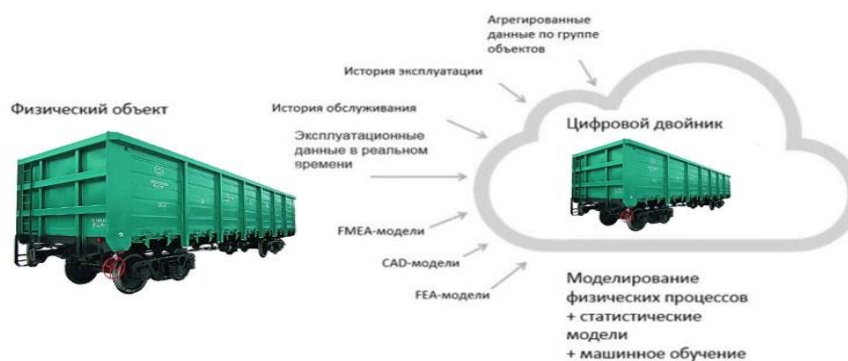 Агрегированные
данные по группе
объектов
История эксплуатации
История обслуживания
Физический объект
Эксплуатационные
данные в реальном
времени
Цифровой двойник
FMEA-модели
CAD-модели
FEA-модели
Моделирование
физических процессов
+ статистические
модели
+ машинное обучение